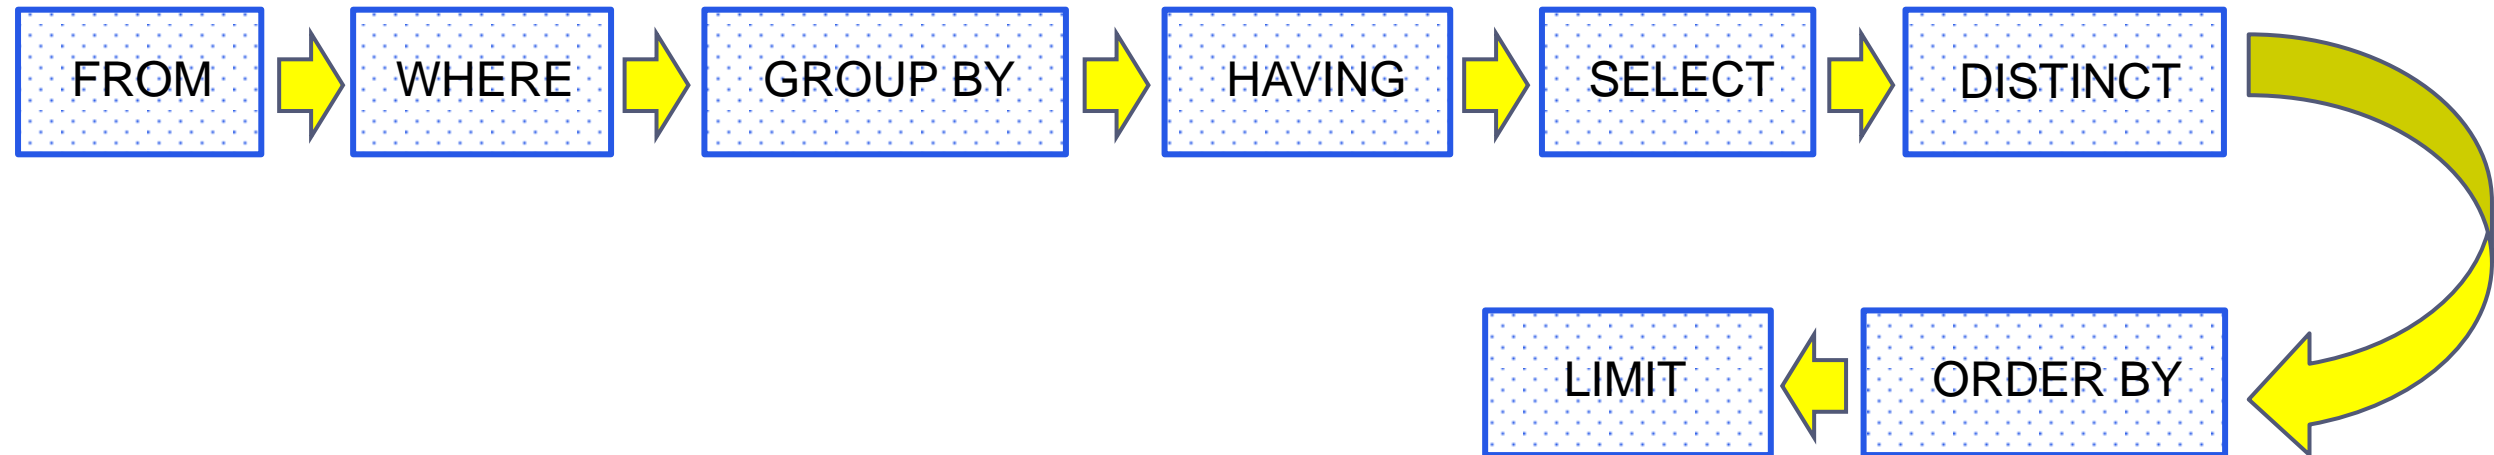 FROM
WHERE
GROUP BY
HAVING
SELECT
DISTINCT
ORDER BY
LIMIT